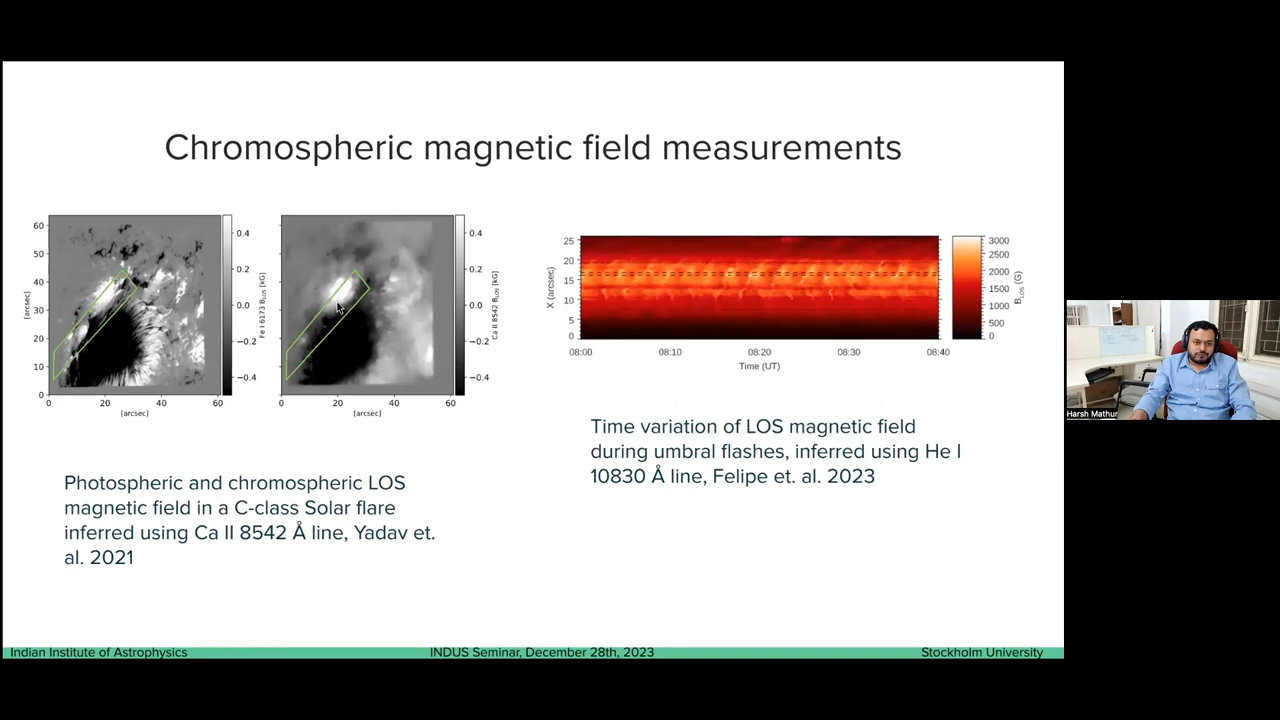 Chromospheric magnetic field measurements
60
50
40
30
20
10
0
[arcsec]
0
20
40
60
[arcsec]
0.4
0.2
0.0
−0.2
−0.4
Fe I 6173 BLOS [kG]
0
20
40
60
[arcsec]
0.4
0.2
0.0
−0.2
−0.4
Ca II 8542 BLOS [kG]
25
20
15
10
5
0
X (arcsec)
08:00
08:10
08:20
08:30
08:40
Time (UT)
3000
2500
2000
1500
1000
500
0
BLOS (G)
Photospheric and chromospheric LOS
magnetic field in a C-class Solar flare
inferred using Ca II 8542 Å line, Yadav et.
al. 2021
Time variation of LOS magnetic field
during umbral flashes, inferred using He I
10830 Å line, Felipe et. al. 2023
Harsh Mathur
Indian Institute of Astrophysics
INDUS Seminar, December 28th, 2023
Stockholm University